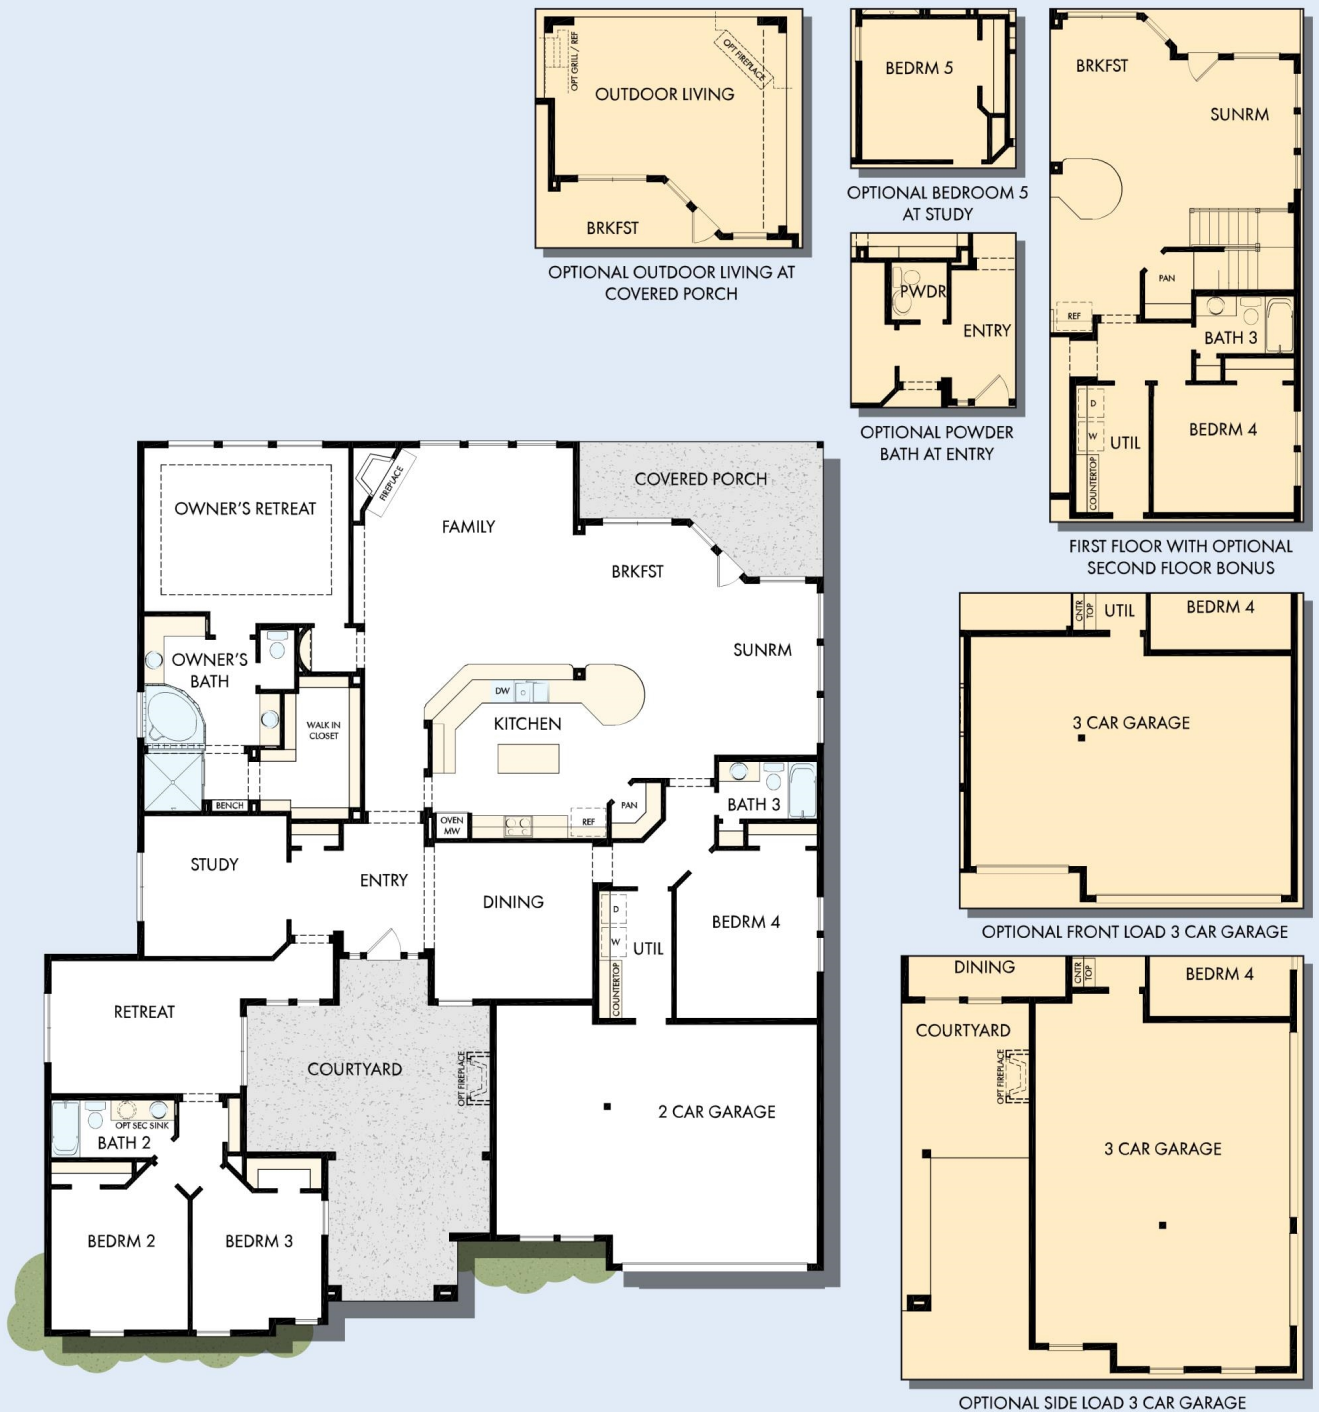 OPT GRILL / REF
OPT FIREPLACE
OUTDOOR LIVING
BRKFST
OPTIONAL OUTDOOR LIVING AT
COVERED PORCH
BEDRM 5
OPTIONAL BEDROOM 5
AT STUDY
PWDR
ENTRY
OPTIONAL POWDER
BATH AT ENTRY
BRKFST
SUNRM
PAN
REF
BATH 3
D
W
COUNTERTOP
UTIL
BEDRM 4
FIRST FLOOR WITH OPTIONAL
SECOND FLOOR BONUS
OWNER'S RETREAT
FIREPLACE
FAMILY
COVERED PORCH
BRKFST
SUNRM
OWNER'S
BATH
WALK IN
CLOSET
BENCH
DW
KITCHEN
OVEN
MW
REF
PAN
BATH 3
STUDY
ENTRY
DINING
D
W
COUNTERTOP
UTIL
BEDRM 4
RETREAT
COURTYARD
OPT FIREPLACE
2 CAR GARAGE
OPT SEC SINK
BATH 2
BEDRM 2
BEDRM 3
CNTR
TOP
UTIL
BEDRM 4
3 CAR GARAGE
OPTIONAL FRONT LOAD 3 CAR GARAGE
DINING
CNTR
TOP
BEDRM 4
COURTYARD
OPT FIREPLACE
3 CAR GARAGE
OPTIONAL SIDE LOAD 3 CAR GARAGE